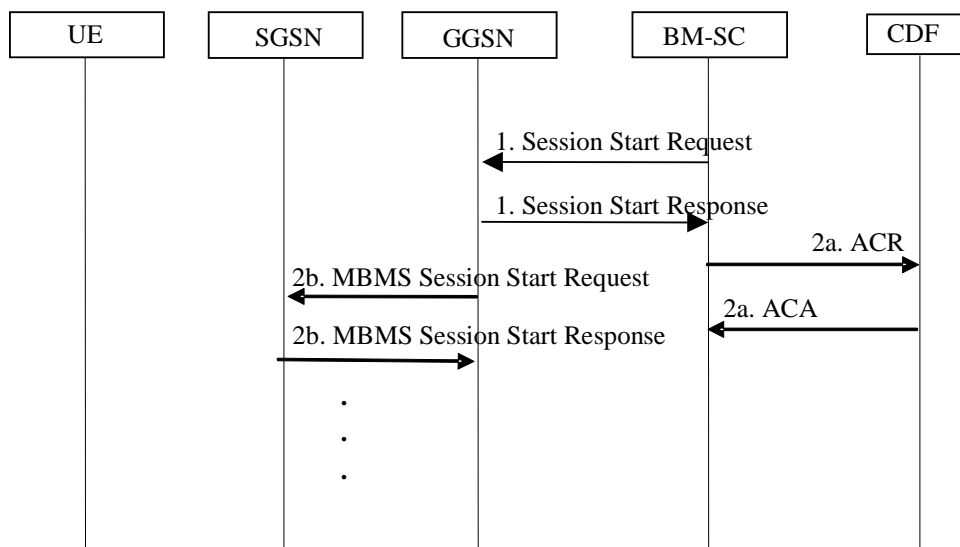 UE
SGSN
GGSN
BM-SC
CDF
1. Session Start Request
1. Session Start Response
2a. ACR
2b. MBMS Session Start Request
2a. ACA
2b. MBMS Session Start Response
.
.
.